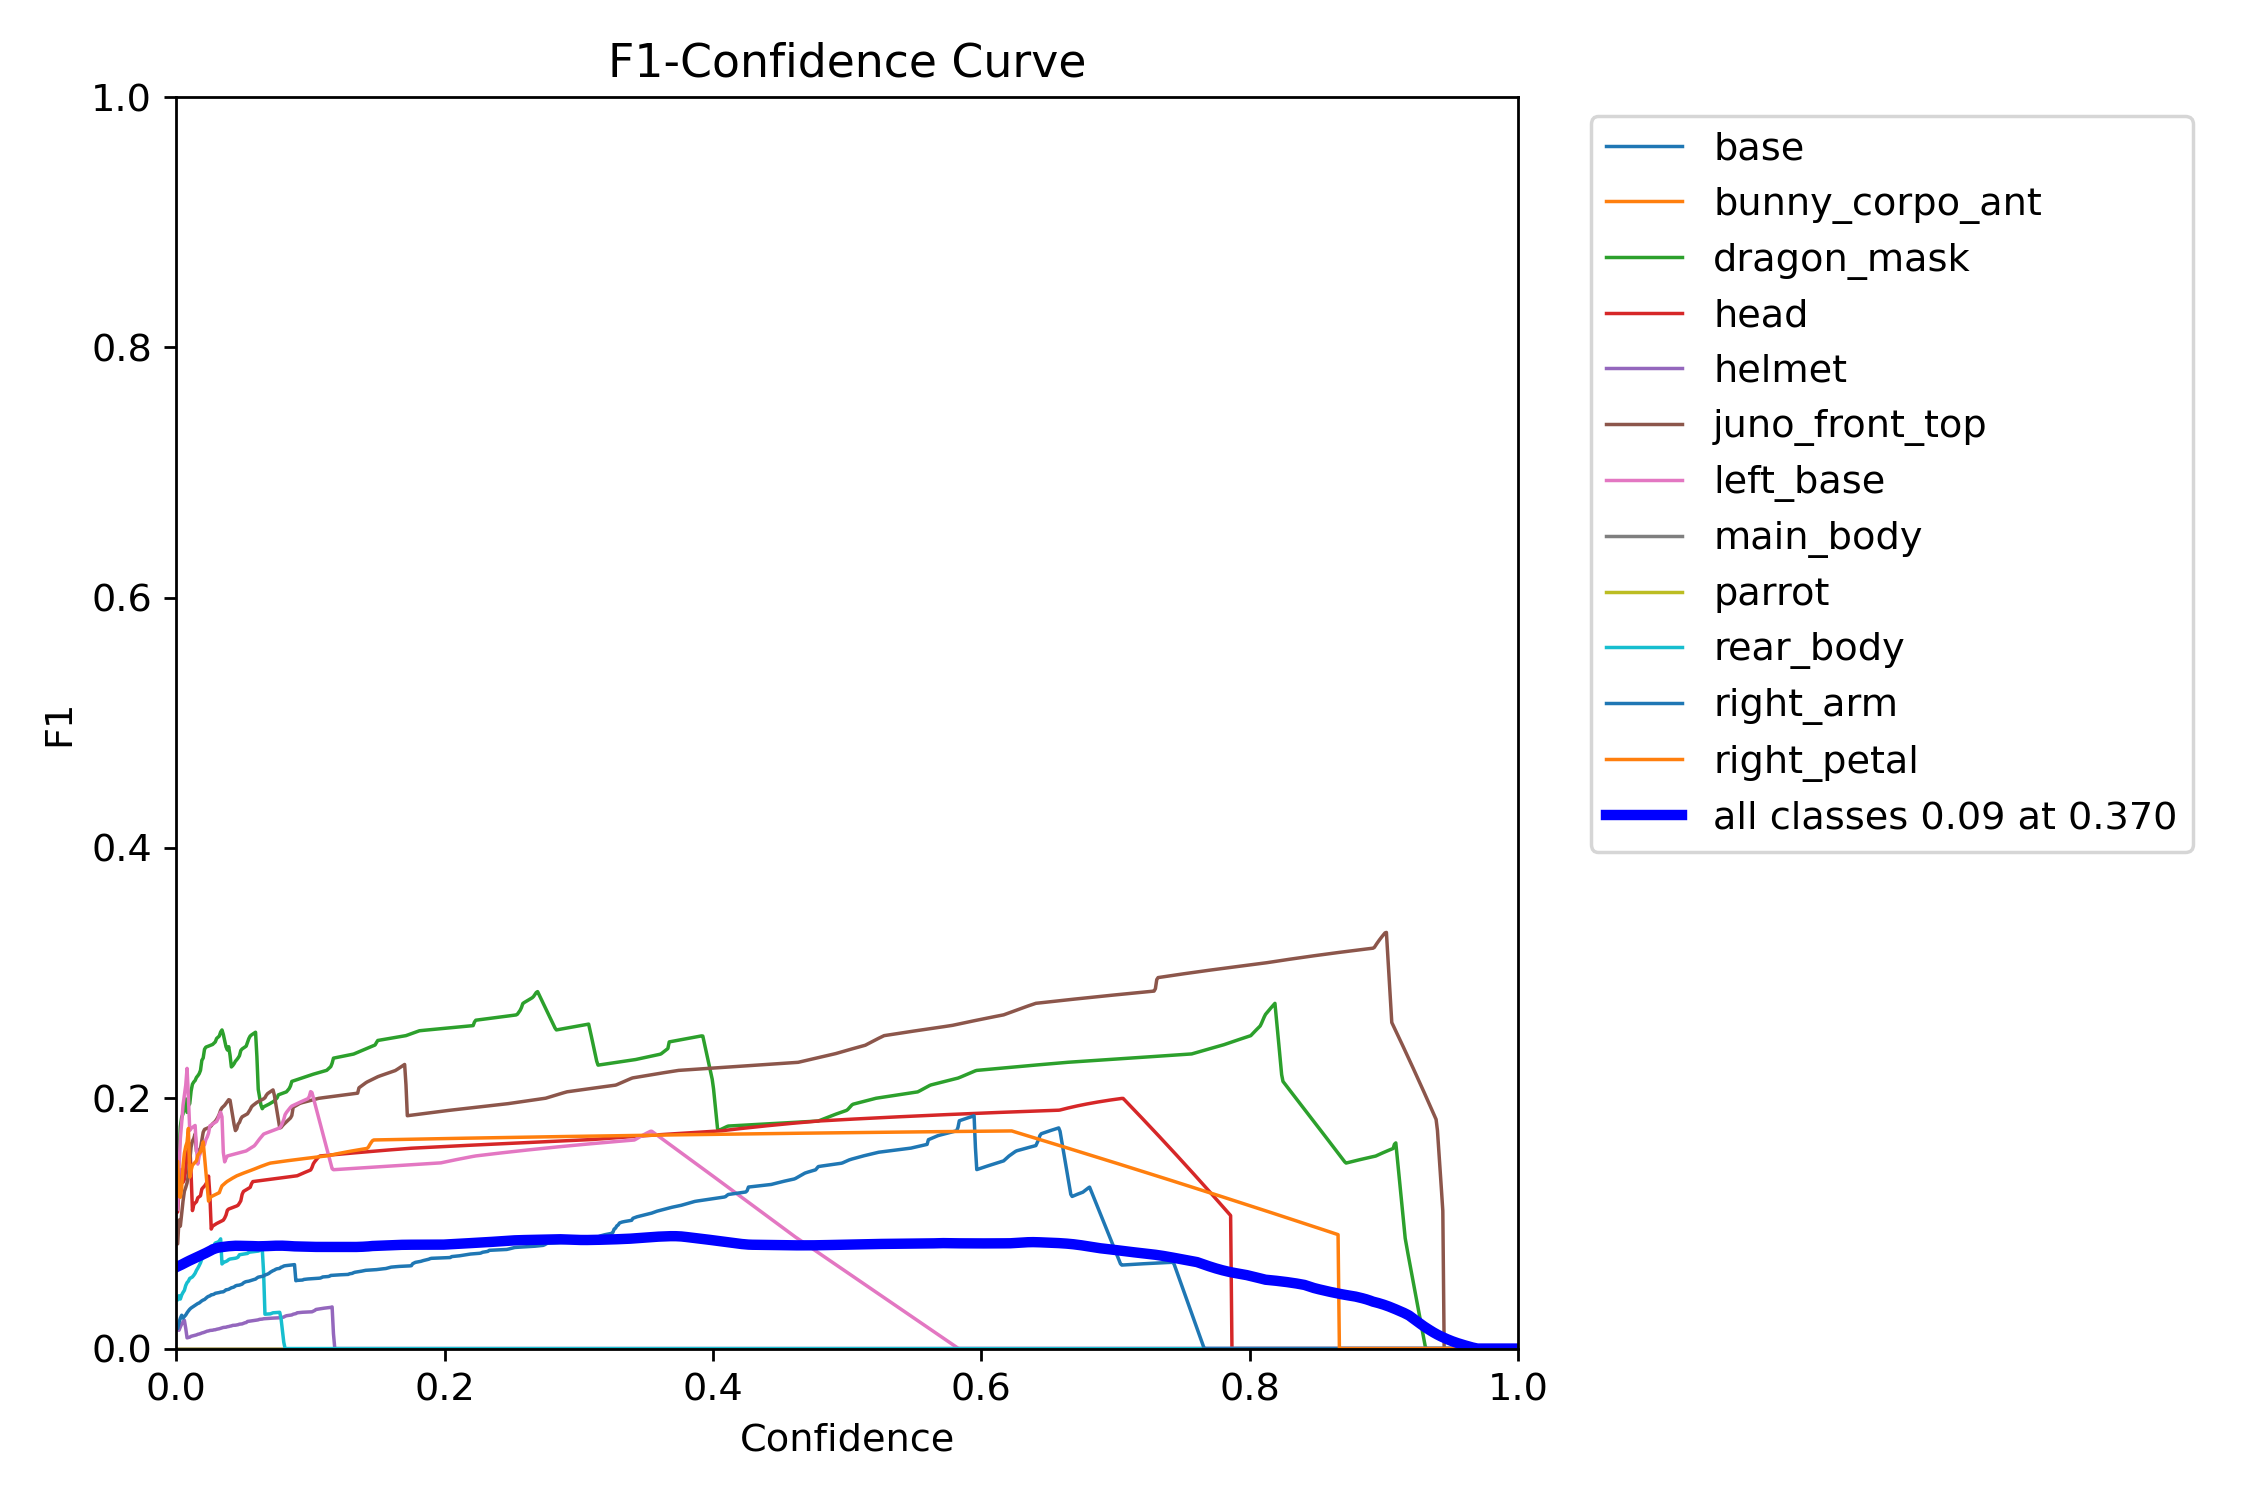 F1-Confidence Curve
1.0
0.8
0.6
0.4
0.2
0.0
F1
0.0 0.2 0.4 0.6 0.8 1.0
Confidence
base
bunny_corpo_ant
dragon_mask
head
helmet
juno_front_top
left_base
main_body
parrot
rear_body
right_arm
right_petal
all classes 0.09 at 0.370